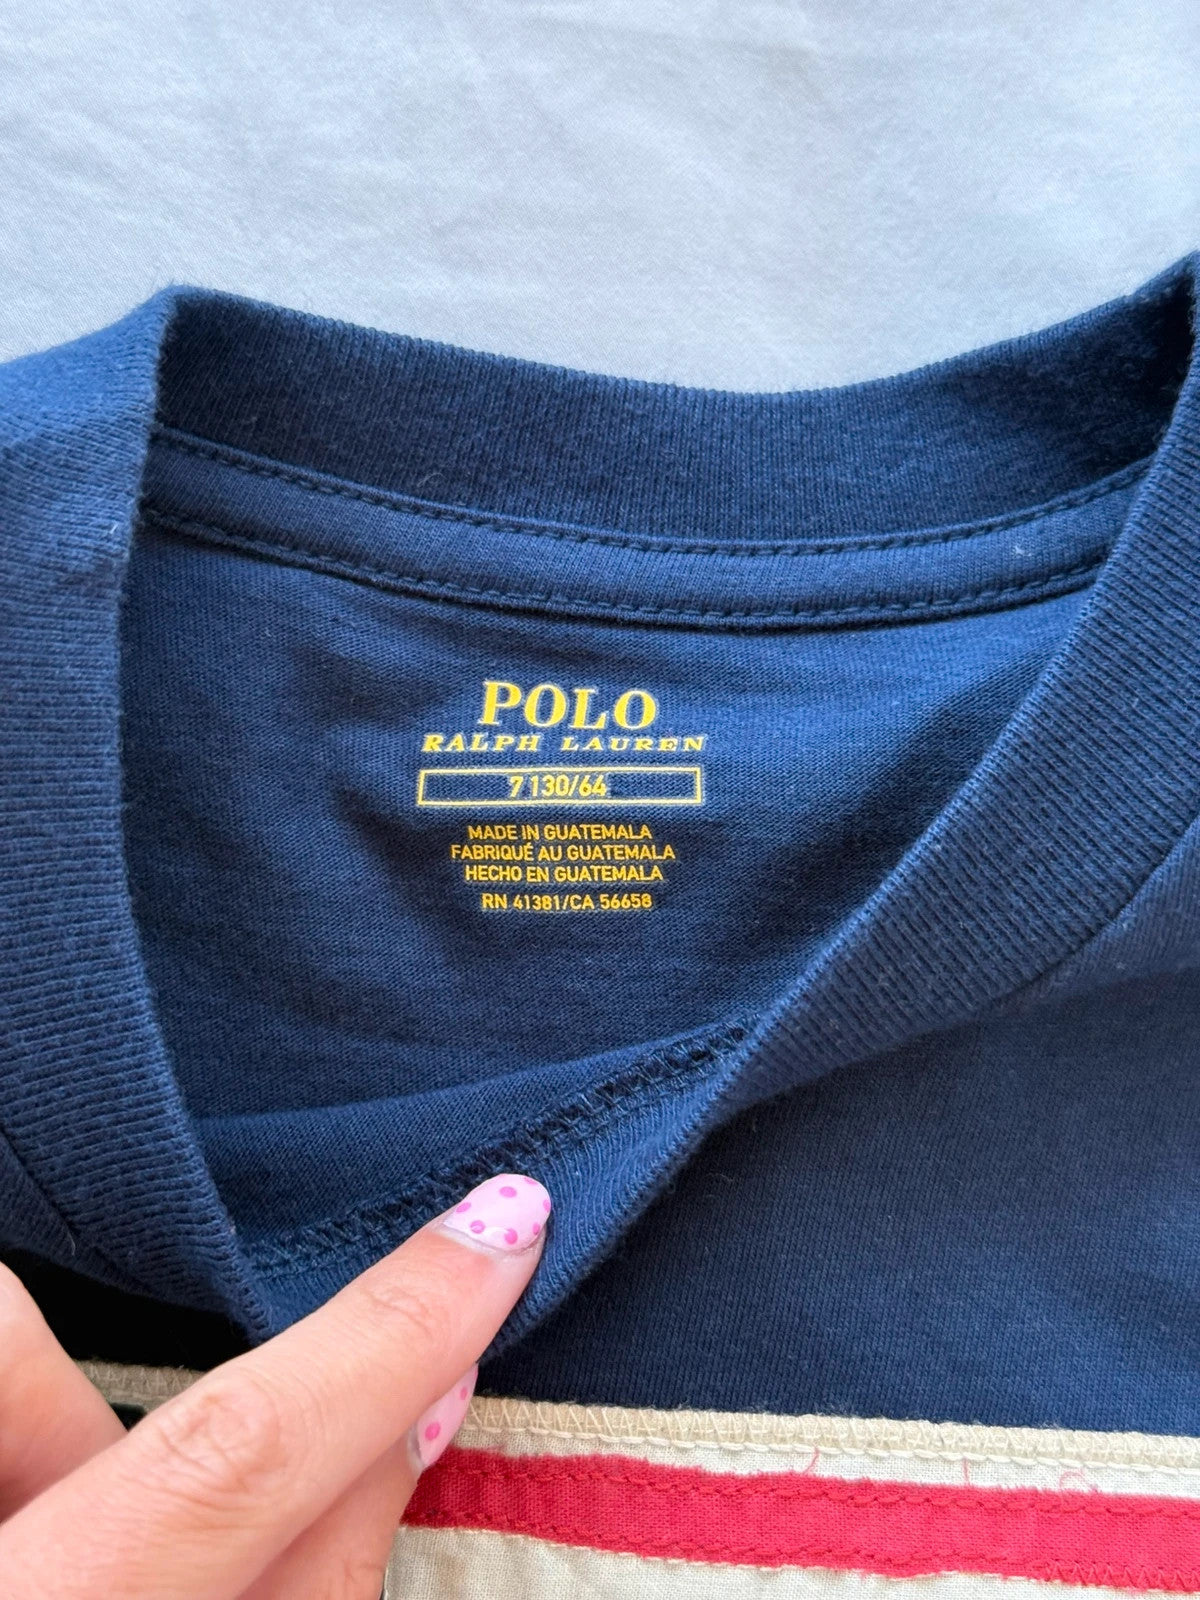 POLO
RALPH LAUREN
7 130/64
MADE IN GUATEMALA
FABRIQUÉ AU GUATEMALA
HECHO EN GUATEMALA
RN 41381/CA 56658